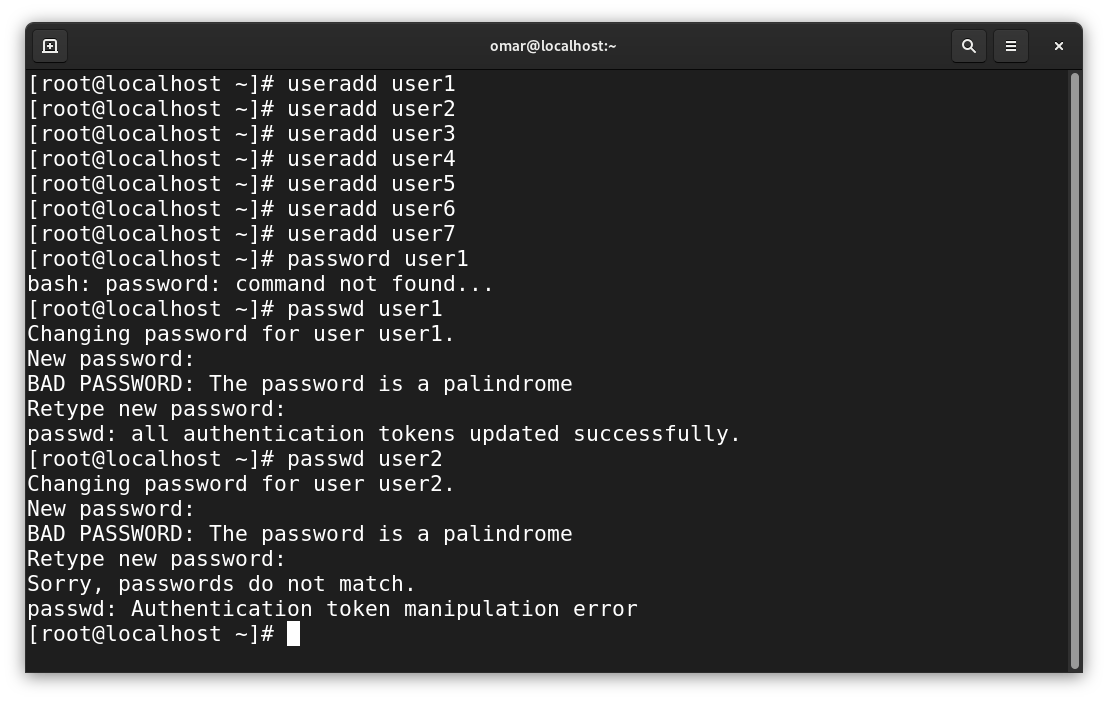 omar@localhost:~
[root@localhost ~]# useradd user1
[root@localhost ~]# useradd user2
[root@localhost ~]# useradd user3
[root@localhost ~]# useradd user4
[root@localhost ~]# useradd user5
[root@localhost ~]# useradd user6
[root@localhost ~]# useradd user7
[root@localhost ~]# password user1
bash: password: command not found...
[root@localhost ~]# passwd user1
Changing password for user user1.
New password:
BAD PASSWORD: The password is a palindrome
Retype new password:
passwd: all authentication tokens updated successfully.
[root@localhost ~]# passwd user2
Changing password for user user2.
New password:
BAD PASSWORD: The password is a palindrome
Retype new password:
Sorry, passwords do not match.
passwd: Authentication token manipulation error
[root@localhost ~]#